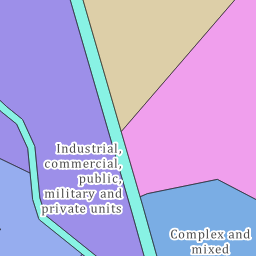 Industrial,
commercial,
public,
military and
private units
Complex and
mixed